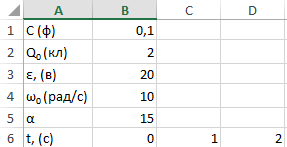 A B C D
1 C (ф) 0,1
2 Q₀ (кл) 2
3 ε, (в) 20
4 ω₀ (рад/с) 10
5 α 15
6 t, (с) 0 1 2